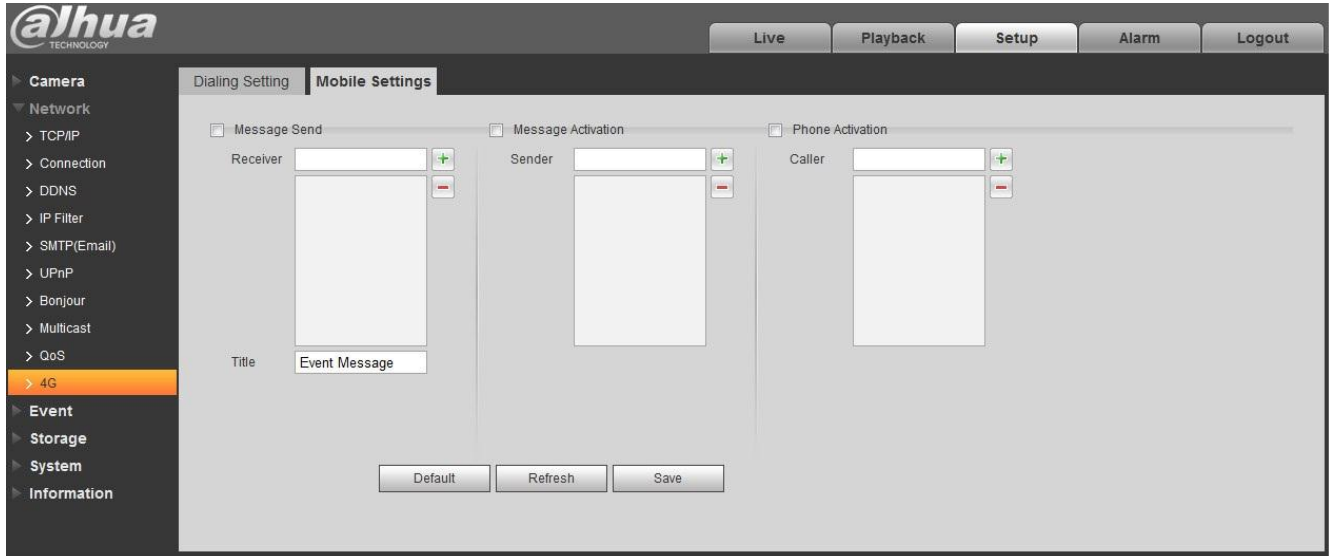 alhua
TECHNOLOGY
Live Playback Setup Alarm Logout
Camera
Network
TCP/IP
Connection
DDNS
IP Filter
SMTP(Email)
UPnP
Bonjour
Multicast
QoS
4G
Event
Storage
System
Information
Dialing Setting Mobile Settings
Message Send Message Activation Phone Activation
Receiver Sender Caller
Title Event Message
Default Refresh Save